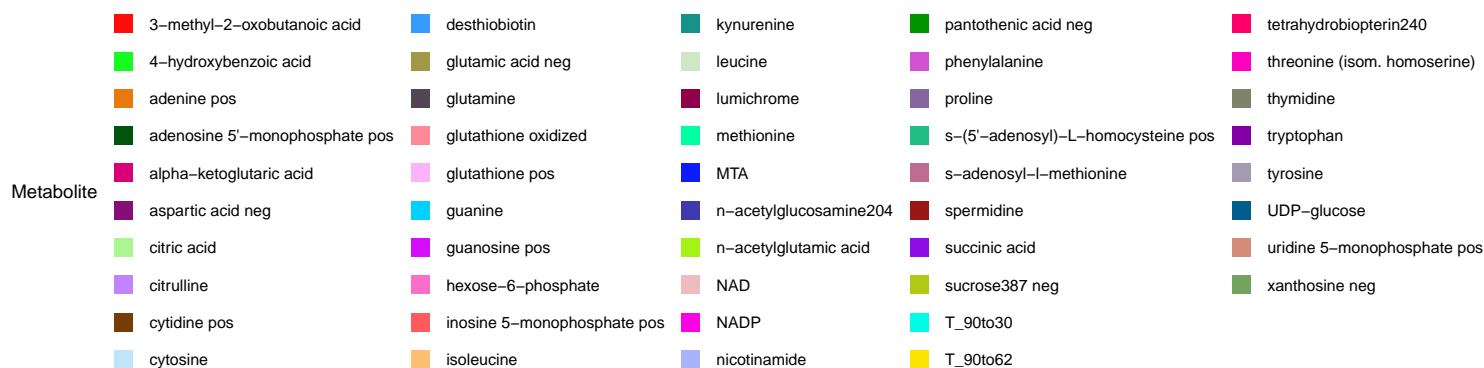 Metabolite
3−methyl−2−oxobutanoic acid
4−hydroxybenzoic acid
adenine pos
adenosine 5'−monophosphate pos
alpha−ketoglutaric acid
aspartic acid neg
citric acid
citrulline
cytidine pos
cytosine
desthiobiotin
glutamic acid neg
glutamine
glutathione oxidized
glutathione pos
guanine
guanosine pos
hexose−6−phosphate
inosine 5−monophosphate pos
isoleucine
kynurenine
leucine
lumichrome
methionine
MTA
n−acetylglucosamine204
n−acetylglutamic acid
NAD
NADP
nicotinamide
pantothenic acid neg
phenylalanine
proline
s−(5'−adenosyl)−L−homocysteine pos
s−adenosyl−l−methionine
spermidine
succinic acid
sucrose387 neg
T_90to30
T_90to62
tetrahydrobiopterin240
threonine (isom. homoserine)
thymidine
tryptophan
tyrosine
UDP−glucose
uridine 5−monophosphate pos
xanthosine neg